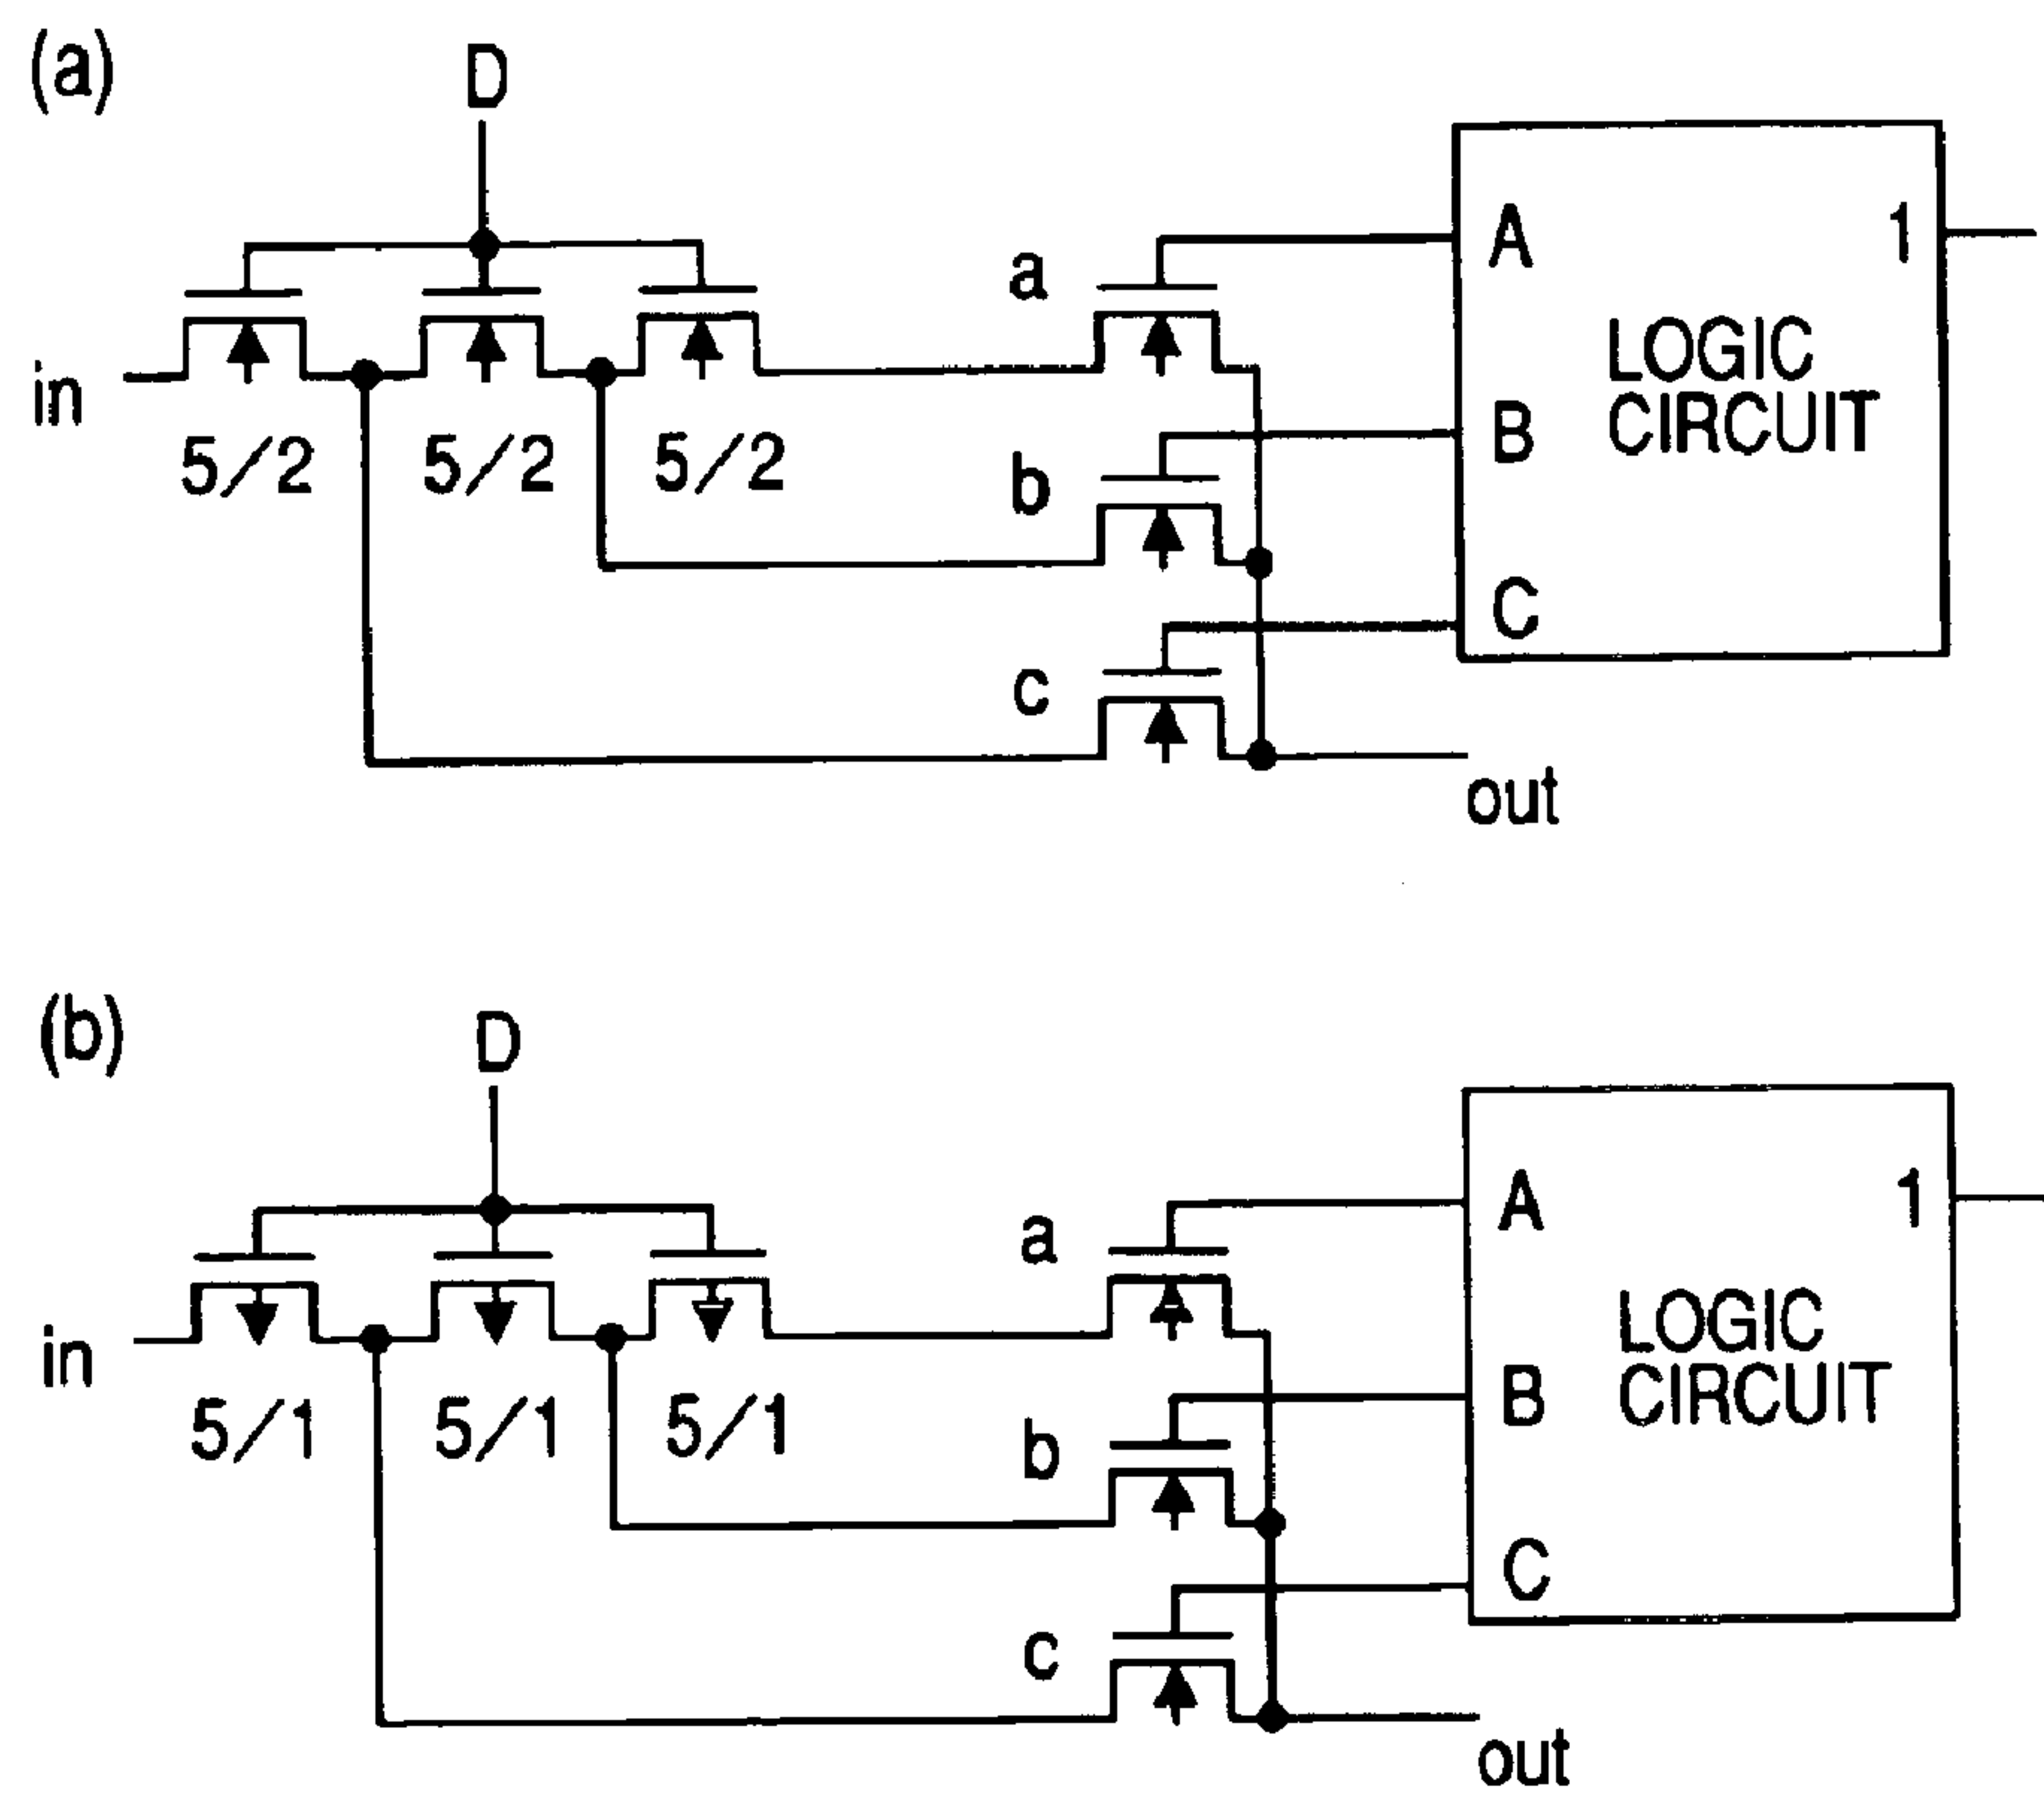 (a)
D
a
A
1
LOGIC
CIRCUIT
in
5/2 5/2 5/2
b
B
C
c
out
(b)
D
a
A
1
LOGIC
CIRCUIT
in
5/1 5/1 5/1
b
B
C
c
out